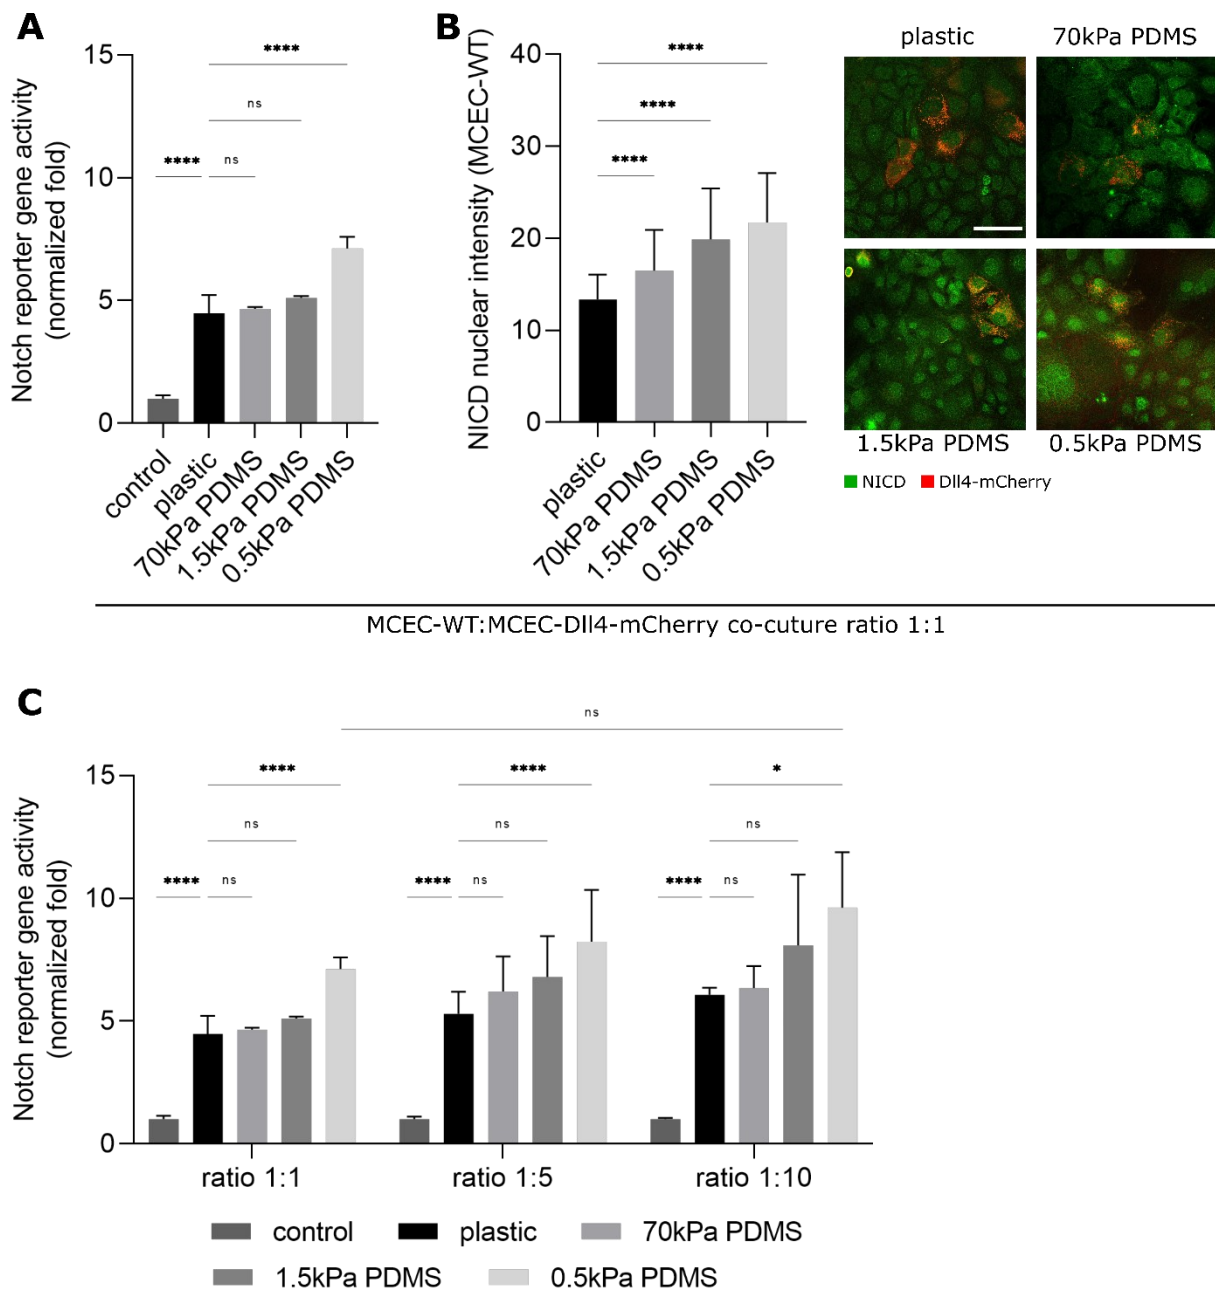 A
Notch reporter gene activity
(normalized fold)
15
10
5
0
****
ns
****
ns
control
plastic
70kPa PDMS
1.5kPa PDMS
0.5kPa PDMS
B
NICD nuclear intensity (MCEC-WT)
40
30
20
10
0
****
****
****
plastic
70kPa PDMS
1.5kPa PDMS
0.5kPa PDMS
plastic
70kPa PDMS
1.5kPa PDMS
0.5kPa PDMS
NICD
Dll4-mCherry
MCEC-WT:MCEC-Dll4-mCherry co-cuture ratio 1:1
C
Notch reporter gene activity
(normalized fold)
15
10
5
0
ns
****
ns
****
ns
****
ns
****
ns
*
ns
****
ns
ratio 1:1
ratio 1:5
ratio 1:10
control
plastic
70kPa PDMS
1.5kPa PDMS
0.5kPa PDMS